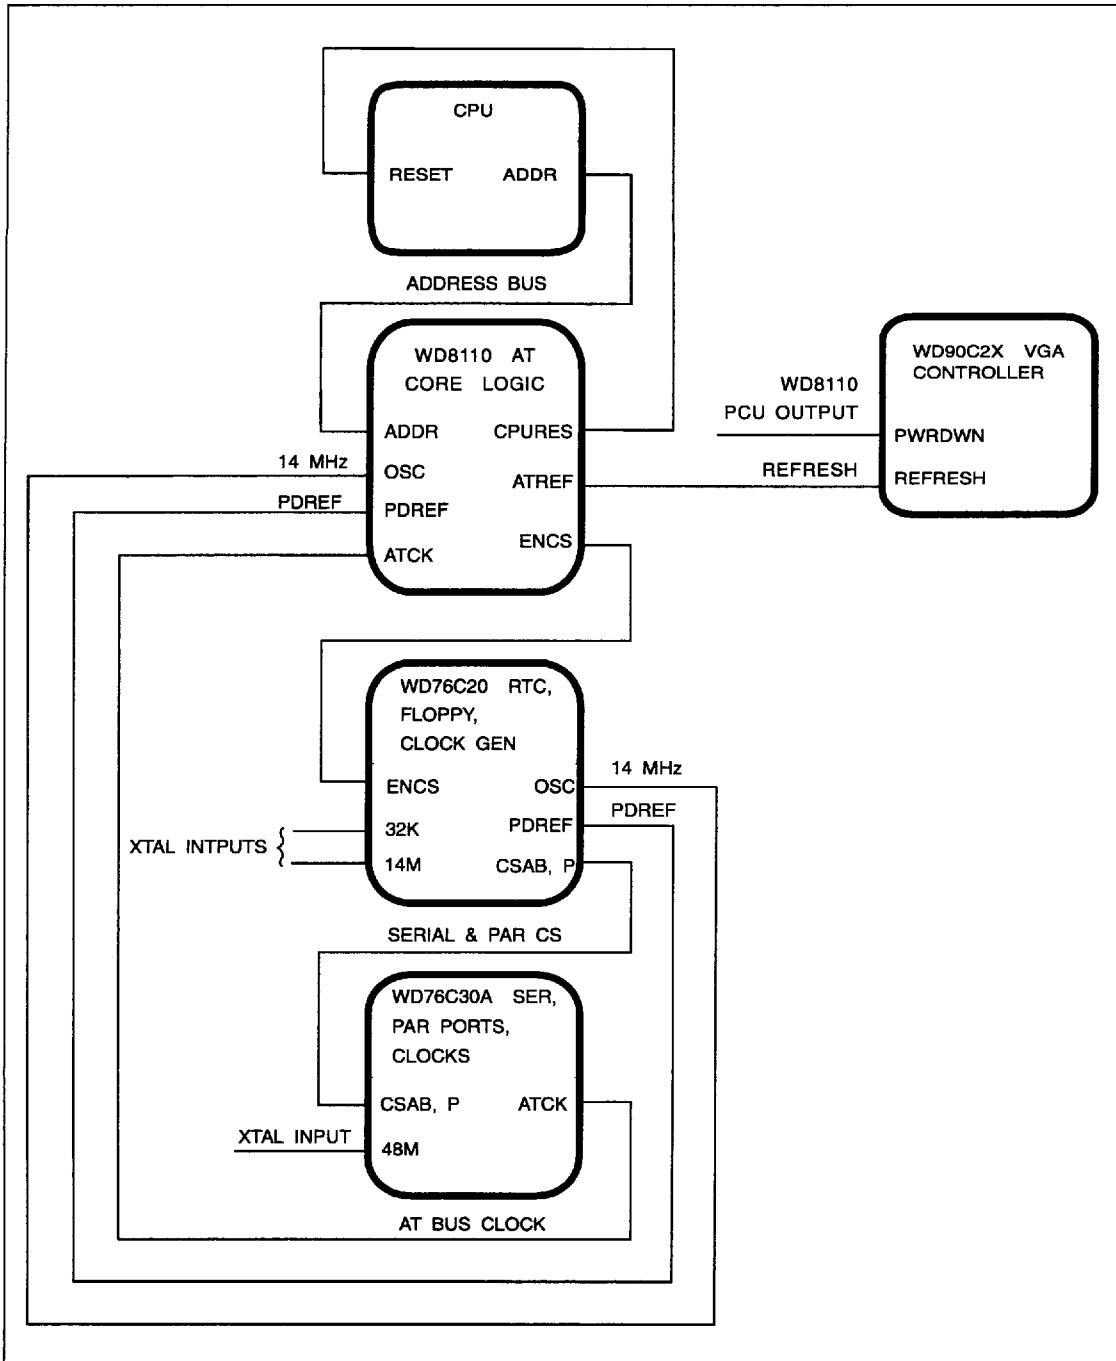 CPU
RESET ADDR
ADDRESS BUS
WD8110 AT
CORE LOGIC
ADDR CPURES
14 MHz OSC
ATREF
PDREF PDREF
ENCS
ATCK
WD90C2X VGA
CONTROLLER
WD8110
PCU OUTPUT
PWRDWN
REFRESH REFRESH
WD76C20 RTC,
FLOPPY,
CLOCK GEN
ENCS OSC 14 MHz
PDREF PDREF
32K
XTAL INTPUTS
14M CSAB, P
SERIAL & PAR CS
WD76C30A SER,
PAR PORTS,
CLOCKS
CSAB, P ATCK
XTAL INPUT 48M
AT BUS CLOCK